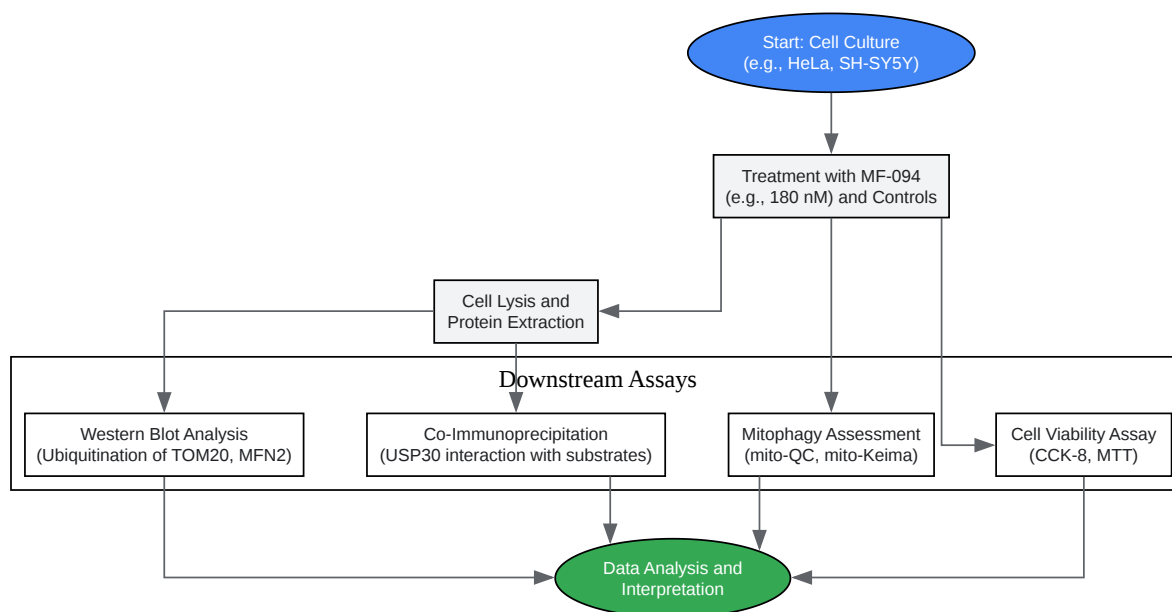 Start: Cell Culture
(e.g., HeLa, SH-SY5Y)
Treatment with MF-094
(e.g., 180 nM) and Controls
Cell Lysis and
Protein Extraction
Downstream Assays
Western Blot Analysis
(Ubiquitination of TOM20, MFN2)
Co-Immunoprecipitation
(USP30 interaction with substrates)
Mitophagy Assessment
(mito-QC, mito-Keima)
Cell Viability Assay
(CCK-8, MTT)
Data Analysis and
Interpretation